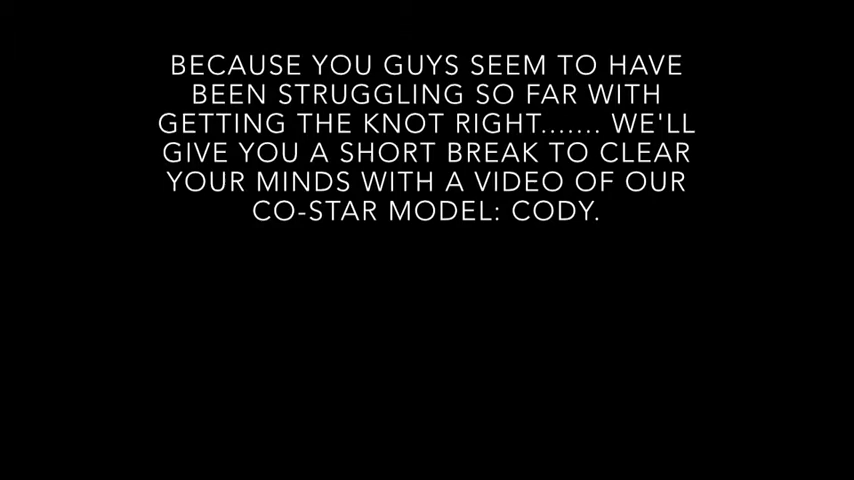 BECAUSE YOU GUYS SEEM TO HAVE
BEEN STRUGGLING SO FAR WITH
GETTING THE KNOT RIGHT....... WE'LL
GIVE YOU A SHORT BREAK TO CLEAR
YOUR MINDS WITH A VIDEO OF OUR
CO-STAR MODEL: CODY.